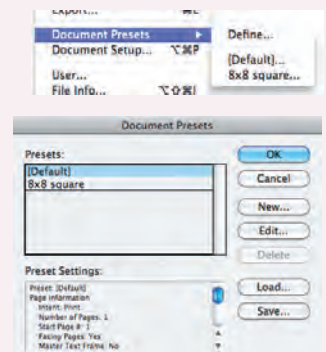 Export... ⌘E
Document Presets ▶
Document Setup... ⌥⌘P
User...
File Info... ⌥⇧⌘I
Define...
[Default]...
8x8 square...
Document Presets
Presets:
[Default]
8x8 square
OK
Cancel
New...
Edit...
Delete
Load...
Save...
Preset Settings:
Preset: [Default]
Page Information
Intent: Print
Number of Pages: 1
Start Page #: 1
Facing Pages: Yes
Master Text Frame: No